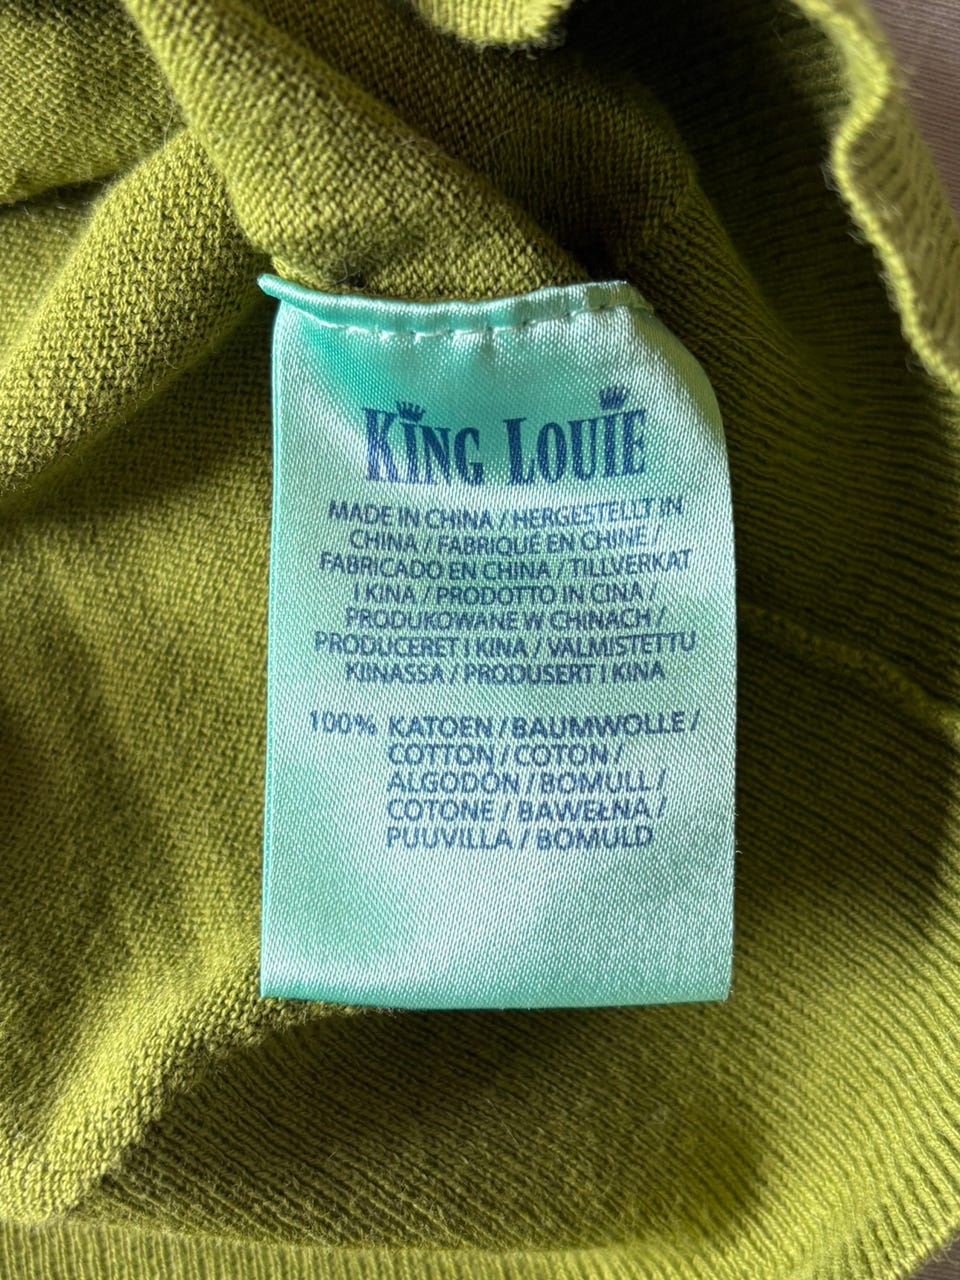 KING LOUIE
MADE IN CHINA / HERGESTELLT IN
CHINA / FABRIQUÉ EN CHINE /
FABRICADO EN CHINA / TILLVERKAT
I KINA / PRODOTTO IN CINA /
PRODUKOWANE W CHINACH /
PRODUCERET I KINA / VALMISTETTU
KIINASSA / PRODUSERT I KINA
100% KATOEN / BAUMWOLLE /
COTTON / COTON /
ALGODÓN / BOMULL /
COTONE / BAWEŁNA /
PUUVILLA / BOMULD